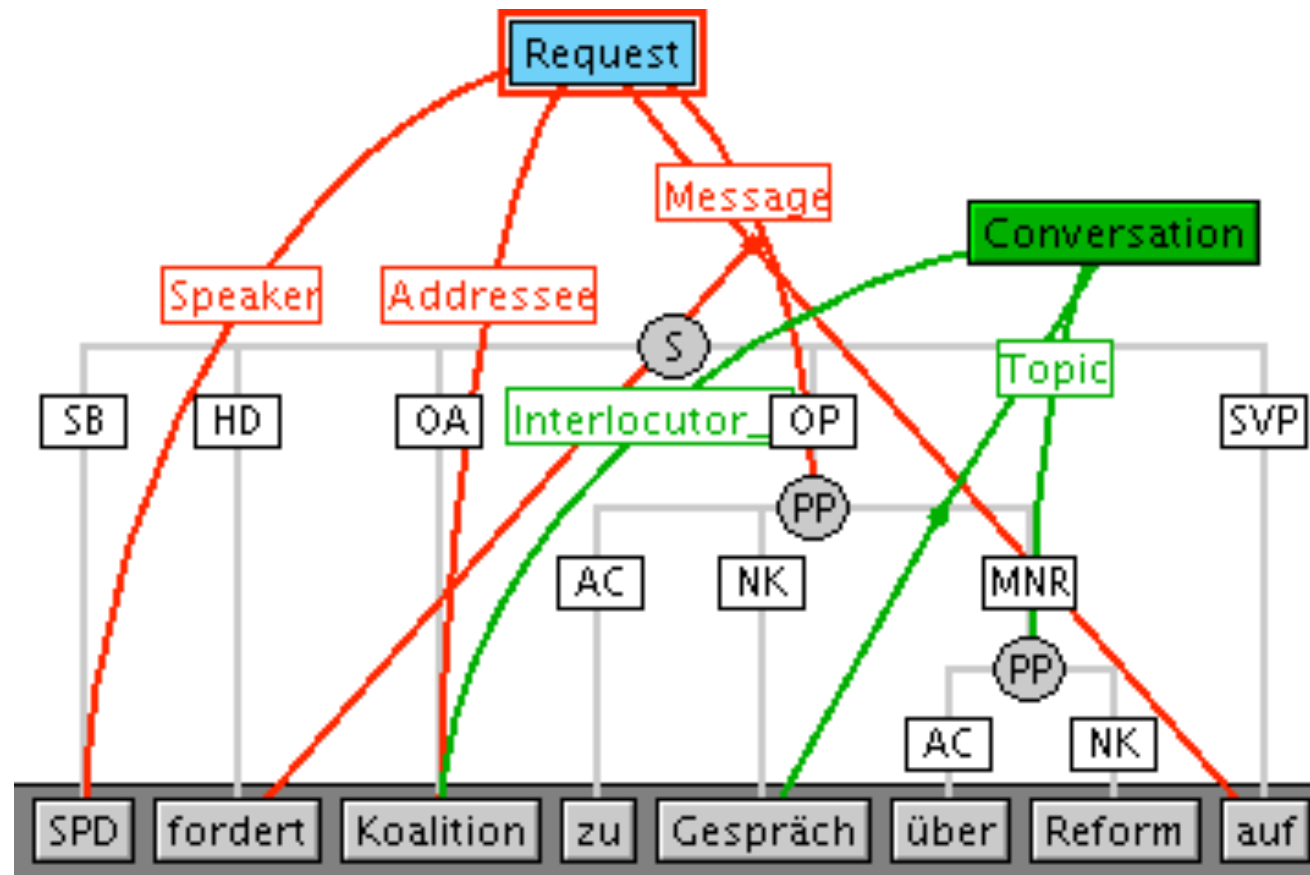 Request
Message
Conversation
Speaker Addressee
S
Topic
SB HD OA Interlocutor_ OP SVP
PP
AC NK MNR
PP
AC NK
SPD fordert Koalition zu Gespräch über Reform auf